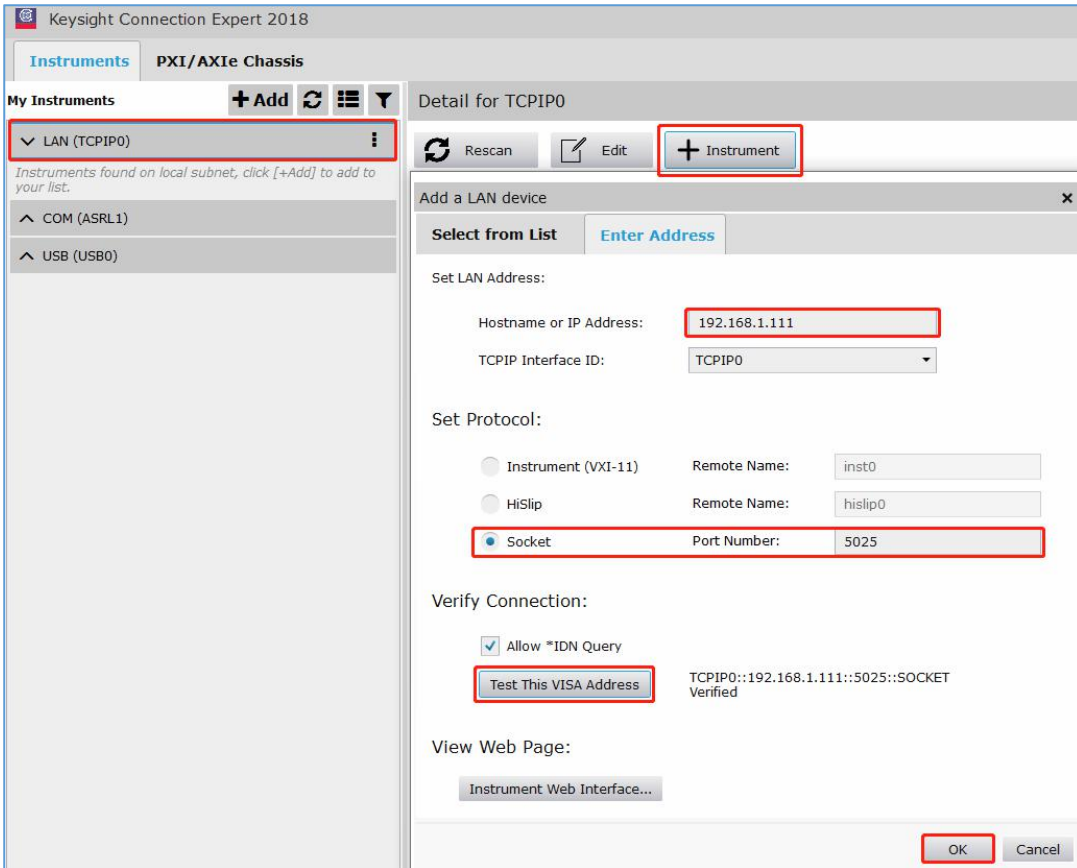 Keysight Connection Expert 2018
Instruments PXI/AXIe Chassis
My Instruments
+Add
LAN (TCPIP0)
Instruments found on local subnet, click [+Add] to add to
your list.
COM (ASRL1)
USB (USB0)
Detail for TCPIP0
Rescan Edit Instrument
Add a LAN device
Select from List Enter Address
Set LAN Address:
Hostname or IP Address: 192.168.1.111
TCPIP Interface ID: TCPIP0
Set Protocol:
Instrument (VXI-11) Remote Name: inst0
HiSlip Remote Name: hislip0
Socket Port Number: 5025
Verify Connection:
Allow *IDN Query
Test This VISA Address
TCPIP0::192.168.1.111::5025::SOCKET
Verified
View Web Page:
Instrument Web Interface...
OK Cancel